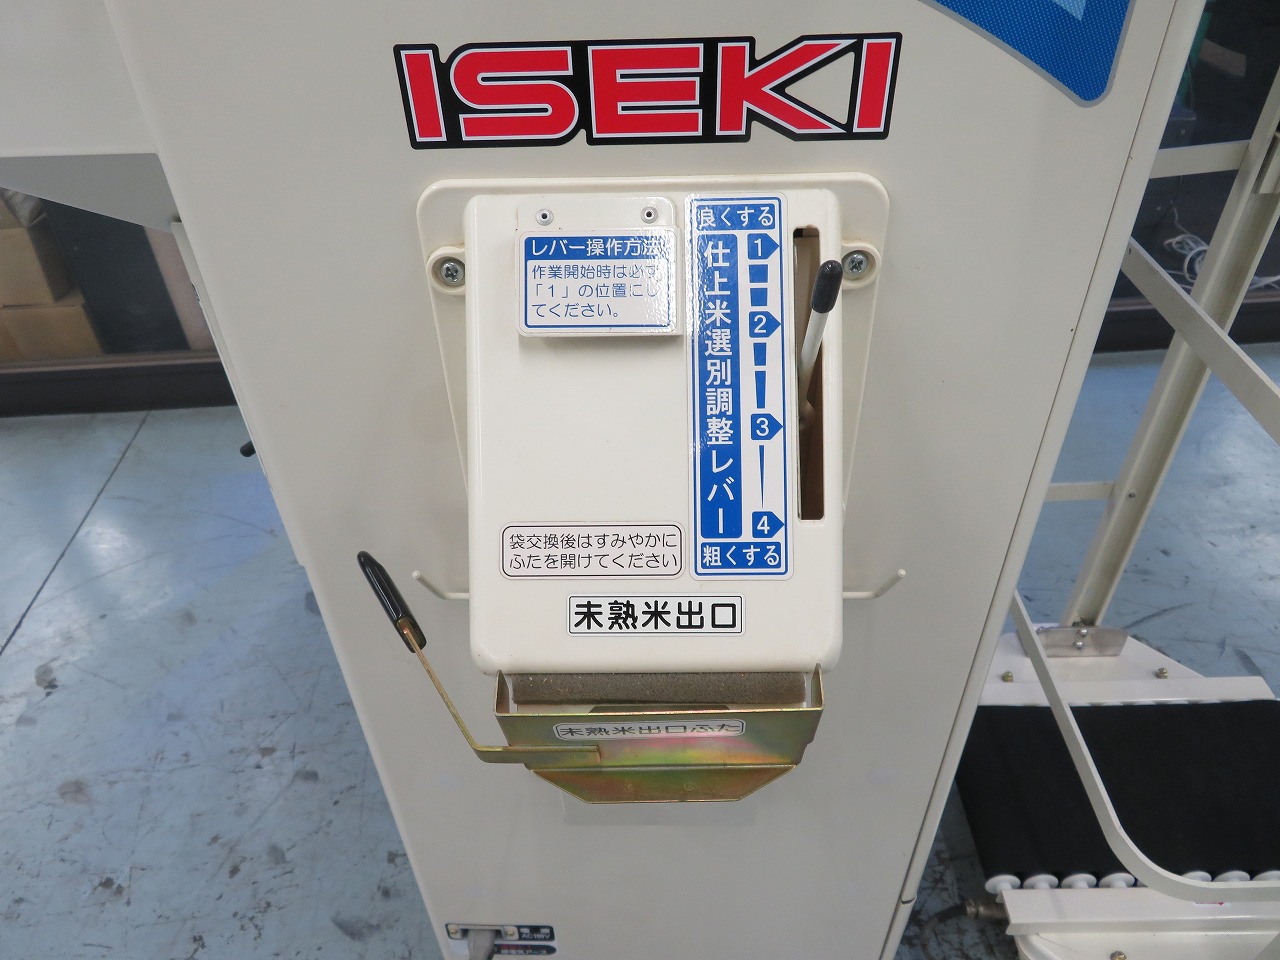 ISEKI
レバー操作方法
作業開始時は必ず
「1」の位置にし
てください。
良くする
仕上米選別調整レバー
1
2
3
4
粗くする
袋交換後はすみやかに
ふたを開けてください
未熟米出口
未熟米出口ふた
電源
AC100V